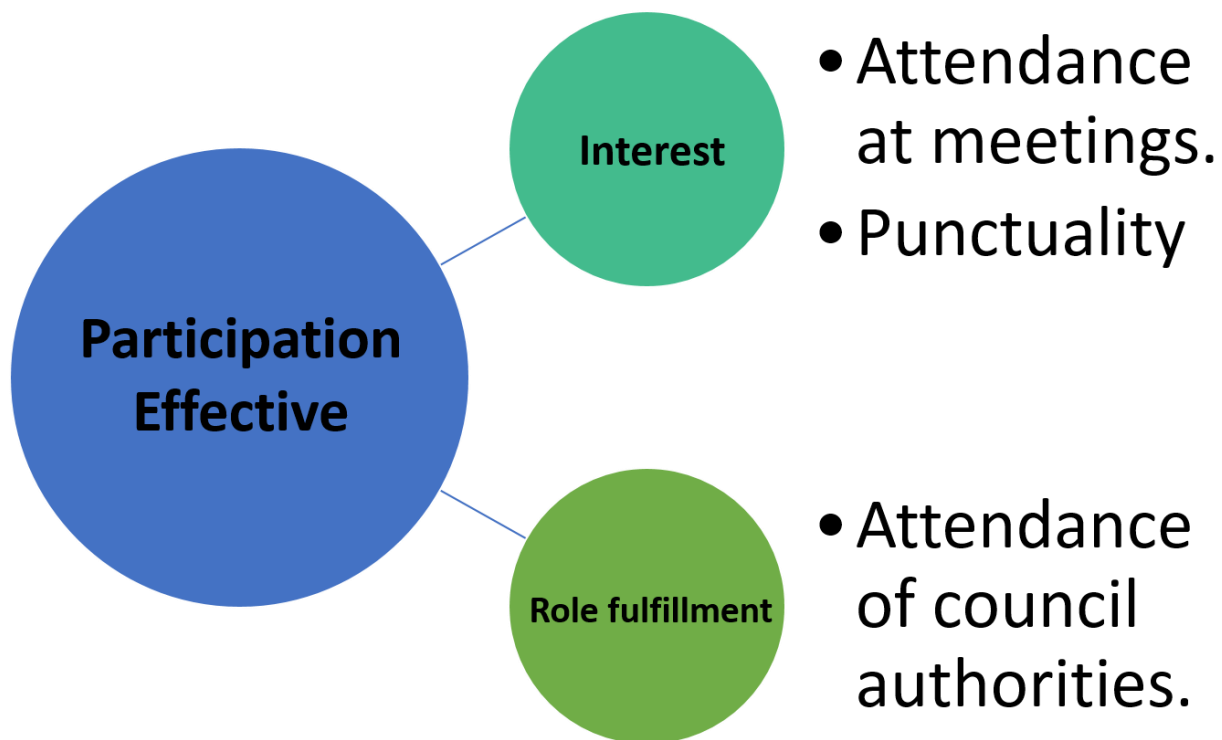 Participation
Effective
Interest
• Attendance
at meetings.
• Punctuality
Role fulfillment
• Attendance
of council
authorities.